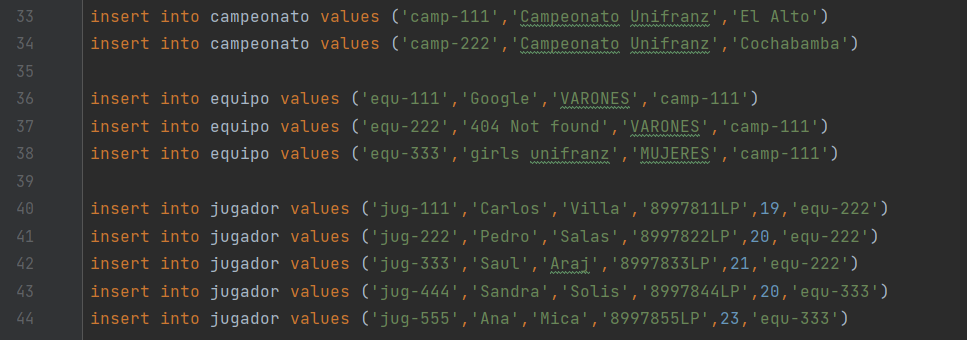 33 insert into campeonato values ('camp-111','Campeonato Unifranz','El Alto')
34 insert into campeonato values ('camp-222','Campeonato Unifranz','Cochabamba')
35
36 insert into equipo values ('equ-111','Google','VARONES','camp-111')
37 insert into equipo values ('equ-222','404 Not found','VARONES','camp-111')
38 insert into equipo values ('equ-333','girls unifranz','MUJERES','camp-111')
39
40 insert into jugador values ('jug-111','Carlos','Villa','8997811LP',19,'equ-222')
41 insert into jugador values ('jug-222','Pedro','Salas','8997822LP',20,'equ-222')
42 insert into jugador values ('jug-333','Saul','Araj','8997833LP',21,'equ-222')
43 insert into jugador values ('jug-444','Sandra','Solis','8997844LP',20,'equ-333')
44 insert into jugador values ('jug-555','Ana','Mica','8997855LP',23,'equ-333')